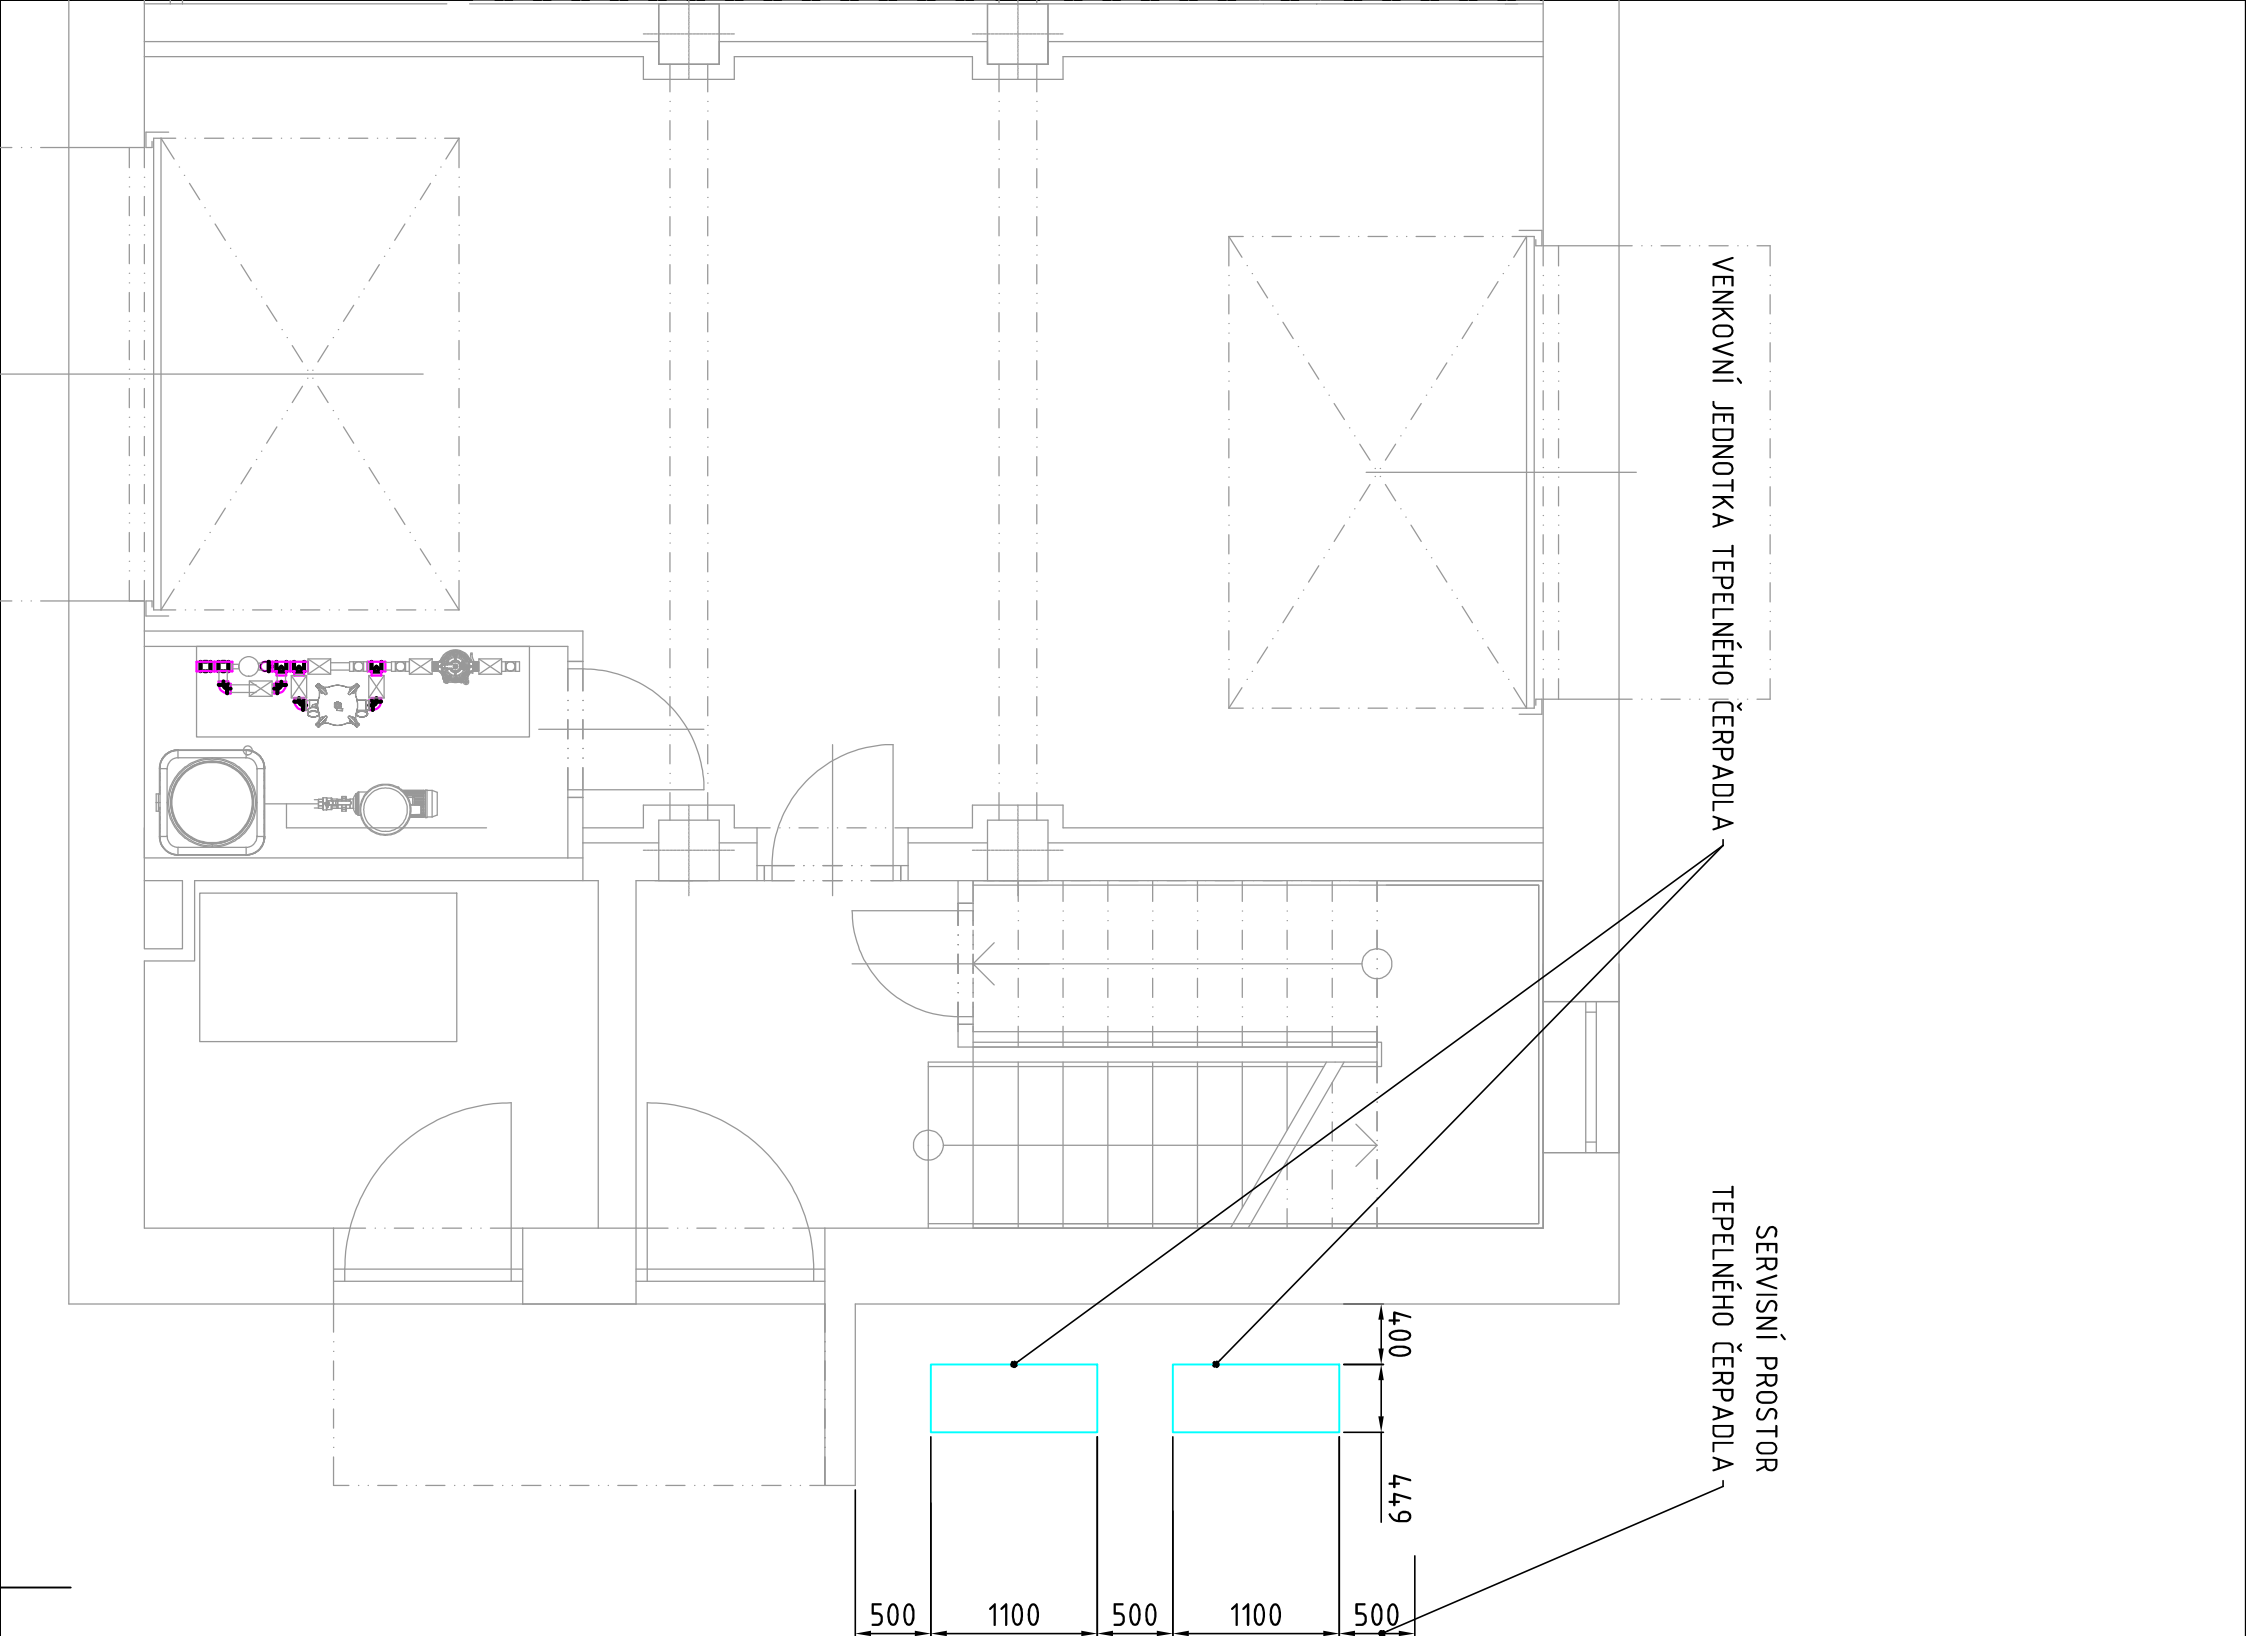 VENKOVNÍ JEDNOTKA TEPELNÉHO ČERPADLA
SERVISNÍ PROSTOR
TEPELNÉHO ČERPADLA
400
449
500
1100
500
1100
500